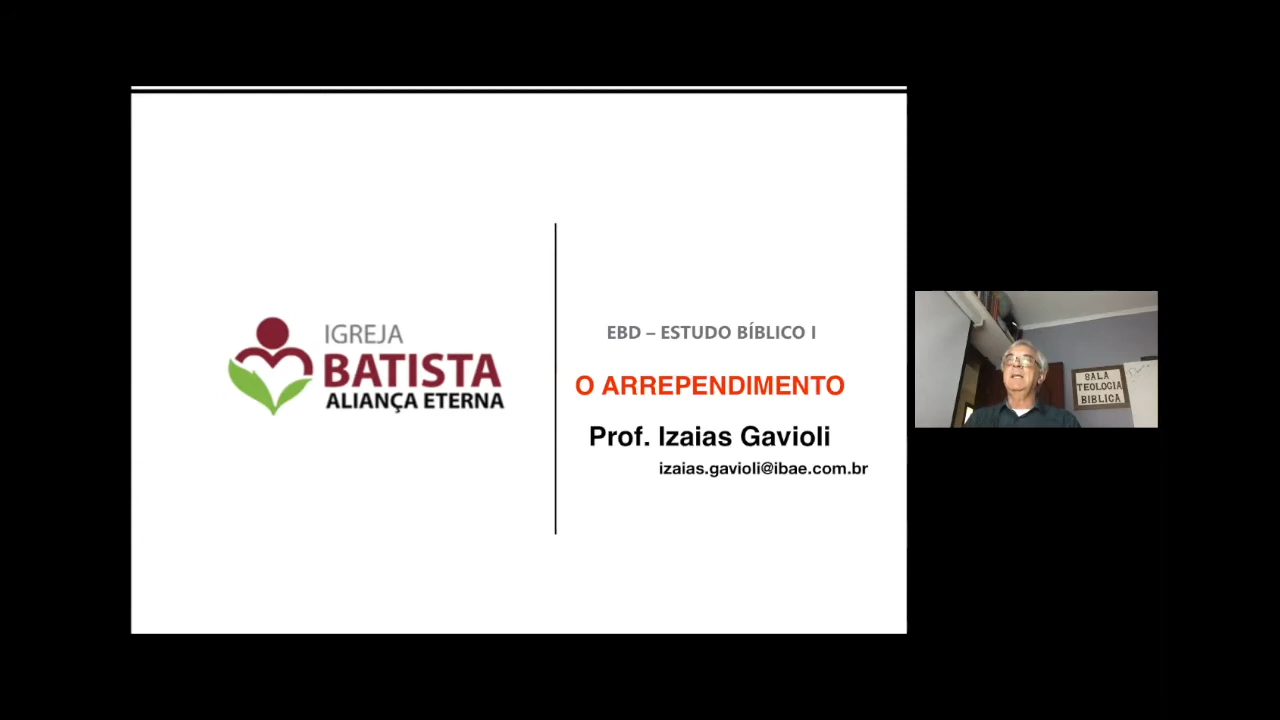 IGREJA
BATISTA
ALIANÇA ETERNA
EBD – ESTUDO BÍBLICO I
O ARREPENDIMENTO
Prof. Izaias Gavioli
izaias.gavioli@ibae.com.br
SALA
TEOLOGIA
BIBLICA